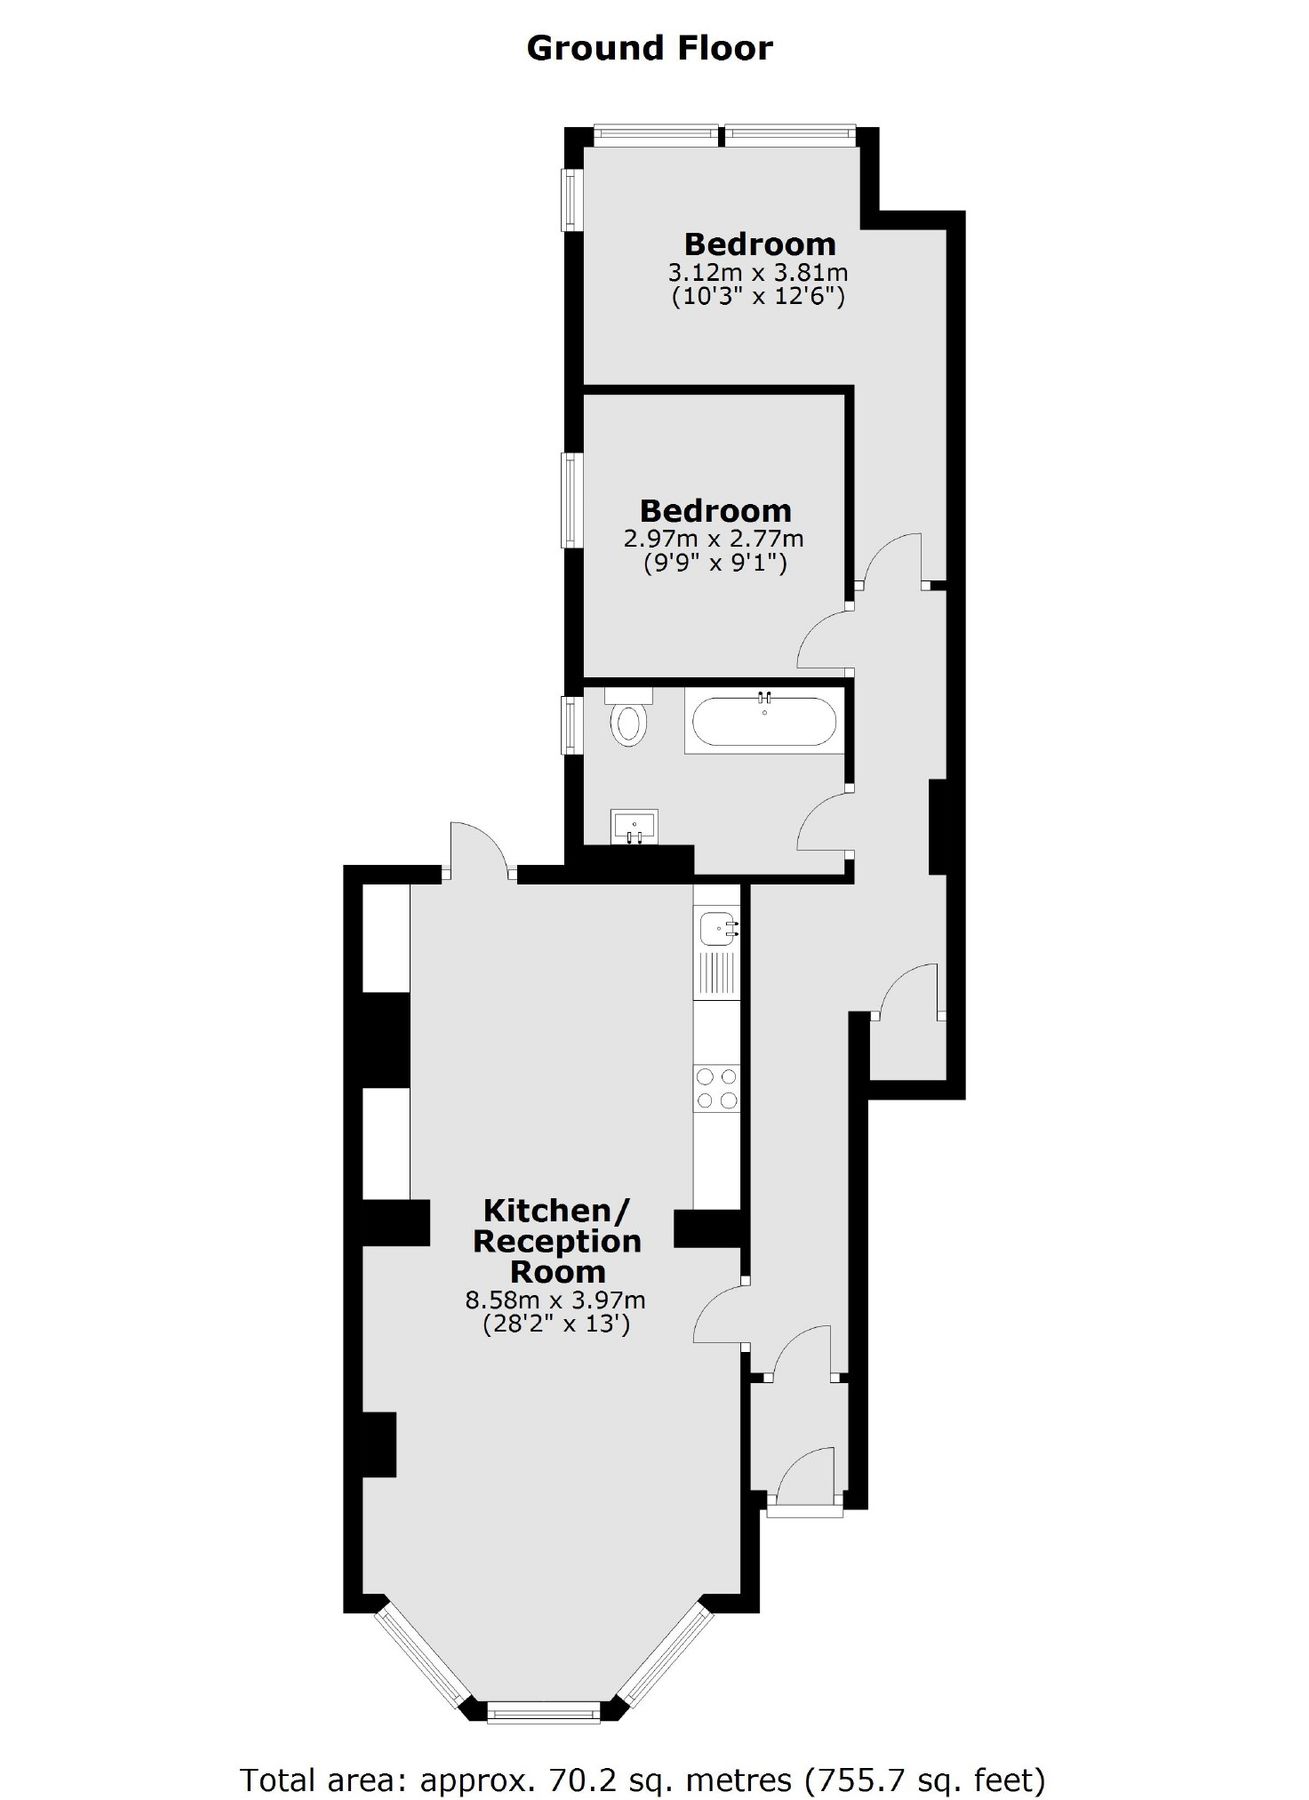 Ground Floor
Bedroom
3.12m x 3.81m
(10'3" x 12'6")
Bedroom
2.97m x 2.77m
(9'9" x 9'1")
Kitchen/
Reception
Room
8.58m x 3.97m
(28'2" x 13')
Total area: approx. 70.2 sq. metres (755.7 sq. feet)